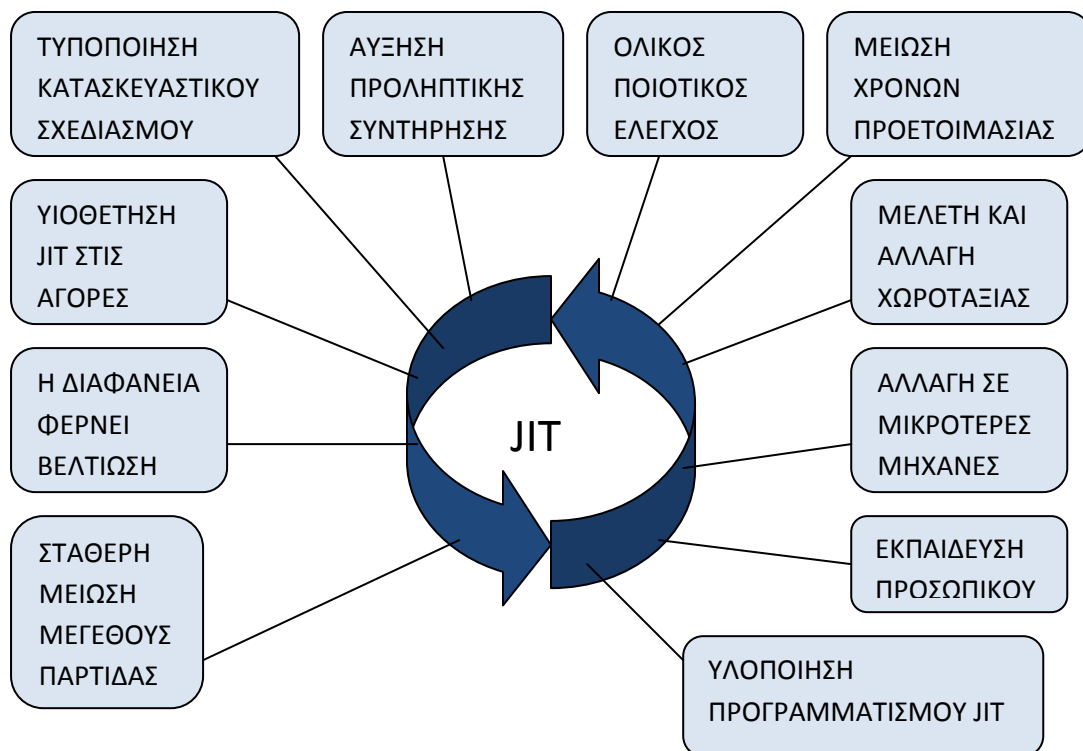 ΤΥΠΟΠΟΙΗΣΗ
ΚΑΤΑΣΚΕΥΑΣΤΙΚΟΥ
ΣΧΕΔΙΑΣΜΟΥ
ΑΥΞΗΣΗ
ΠΡΟΛΗΠΤΙΚΗΣ
ΣΥΝΤΗΡΗΣΗΣ
ΟΛΙΚΟΣ
ΠΟΙΟΤΙΚΟΣ
ΕΛΕΓΧΟΣ
ΜΕΙΩΣΗ
ΧΡΟΝΩΝ
ΠΡΟΕΤΟΙΜΑΣΙΑΣ
ΥΙΟΘΕΤΗΣΗ
JIT ΣΤΙΣ
ΑΓΟΡΕΣ
ΜΕΛΕΤΗ ΚΑΙ
ΑΛΛΑΓΗ
ΧΩΡΟΤΑΞΙΑΣ
Η ΔΙΑΦΑΝΕΙΑ
ΦΕΡΝΕΙ
ΒΕΛΤΙΩΣΗ
JIT
ΑΛΛΑΓΗ ΣΕ
ΜΙΚΡΟΤΕΡΕΣ
ΜΗΧΑΝΕΣ
ΣΤΑΘΕΡΗ
ΜΕΙΩΣΗ
ΜΕΓΕΘΟΥΣ
ΠΑΡΤΙΔΑΣ
ΕΚΠΑΙΔΕΥΣΗ
ΠΡΟΣΩΠΙΚΟΥ
ΥΛΟΠΟΙΗΣΗ
ΠΡΟΓΡΑΜΜΑΤΙΣΜΟΥ JIT